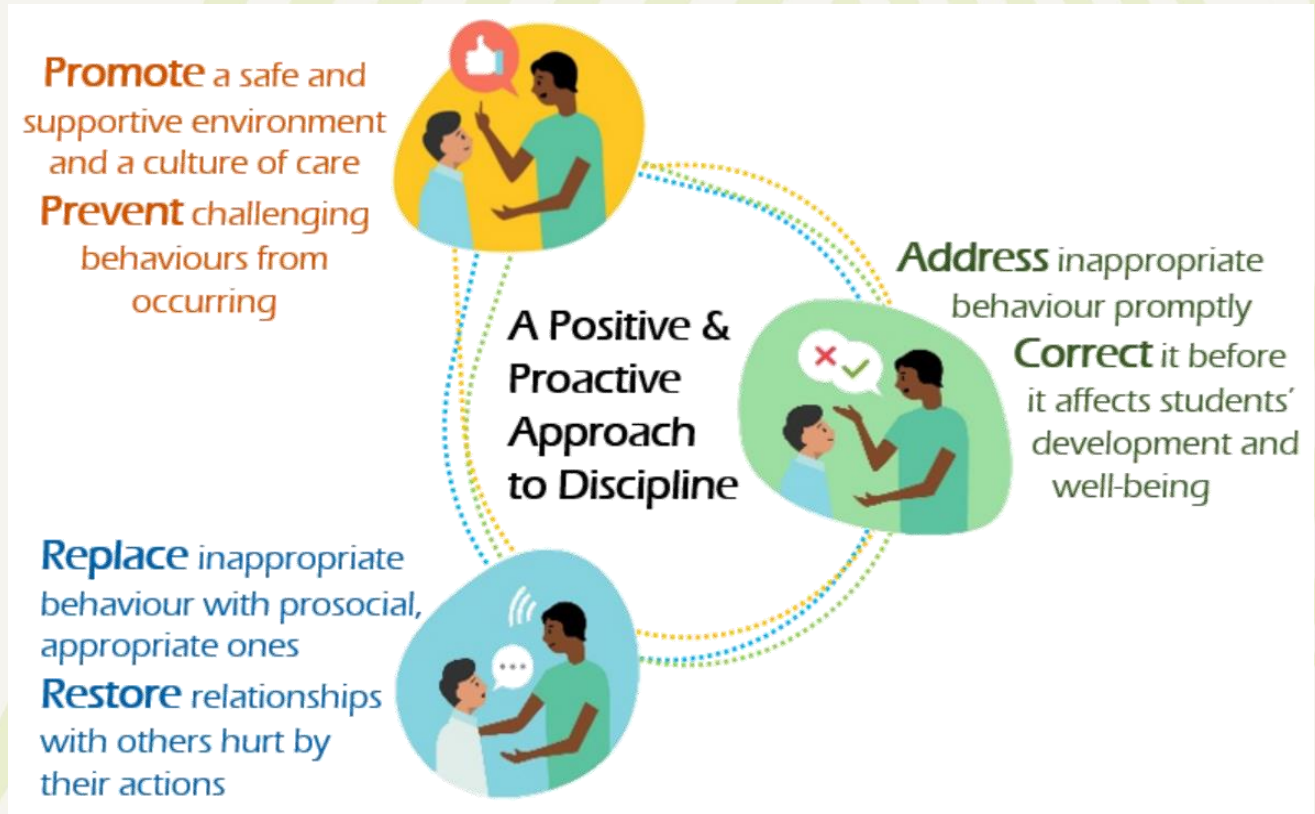 Promote a safe and
supportive environment
and a culture of care
Prevent challenging
behaviours from
occurring
A Positive &
Proactive
Approach
to Discipline
Address inappropriate
behaviour promptly
Correct it before
it affects students’
development and
well-being
Replace inappropriate
behaviour with prosocial,
appropriate ones
Restore relationships
with others hurt by
their actions